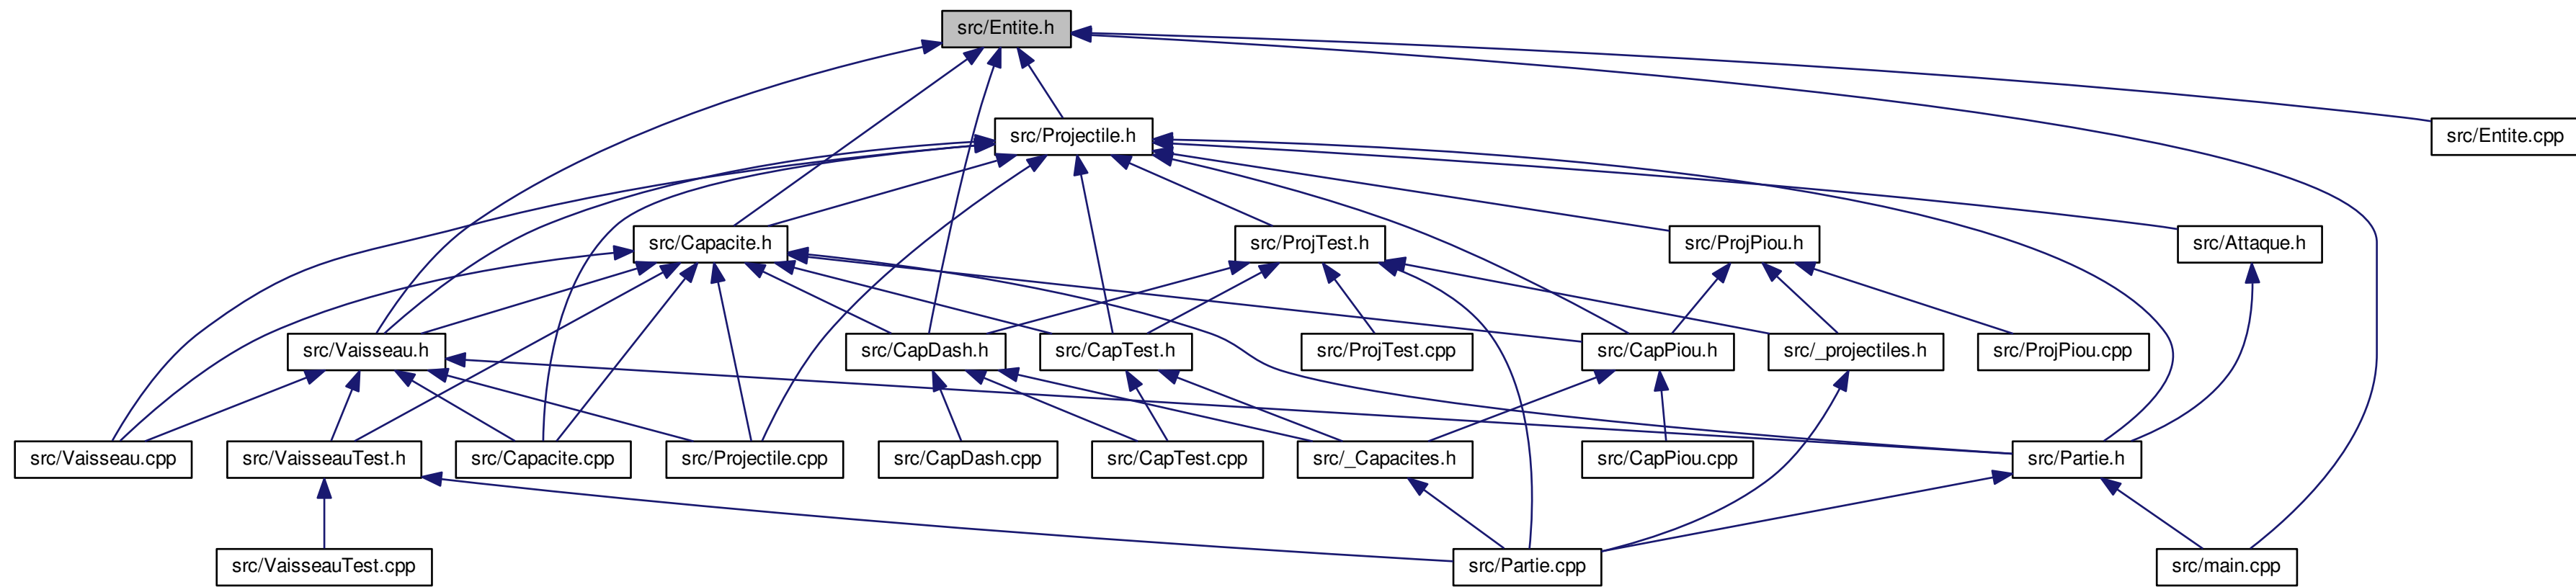 src/Entite.h
src/Projectile.h
src/Entite.cpp
src/Capacite.h
src/ProjTest.h
src/ProjPiou.h
src/Attaque.h
src/Vaisseau.h
src/CapDash.h
src/CapTest.h
src/ProjTest.cpp
src/CapPiou.h
src/_projectiles.h
src/ProjPiou.cpp
src/Vaisseau.cpp
src/VaisseauTest.h
src/Capacite.cpp
src/Projectile.cpp
src/CapDash.cpp
src/CapTest.cpp
src/_Capacites.h
src/CapPiou.cpp
src/Partie.h
src/VaisseauTest.cpp
src/Partie.cpp
src/main.cpp